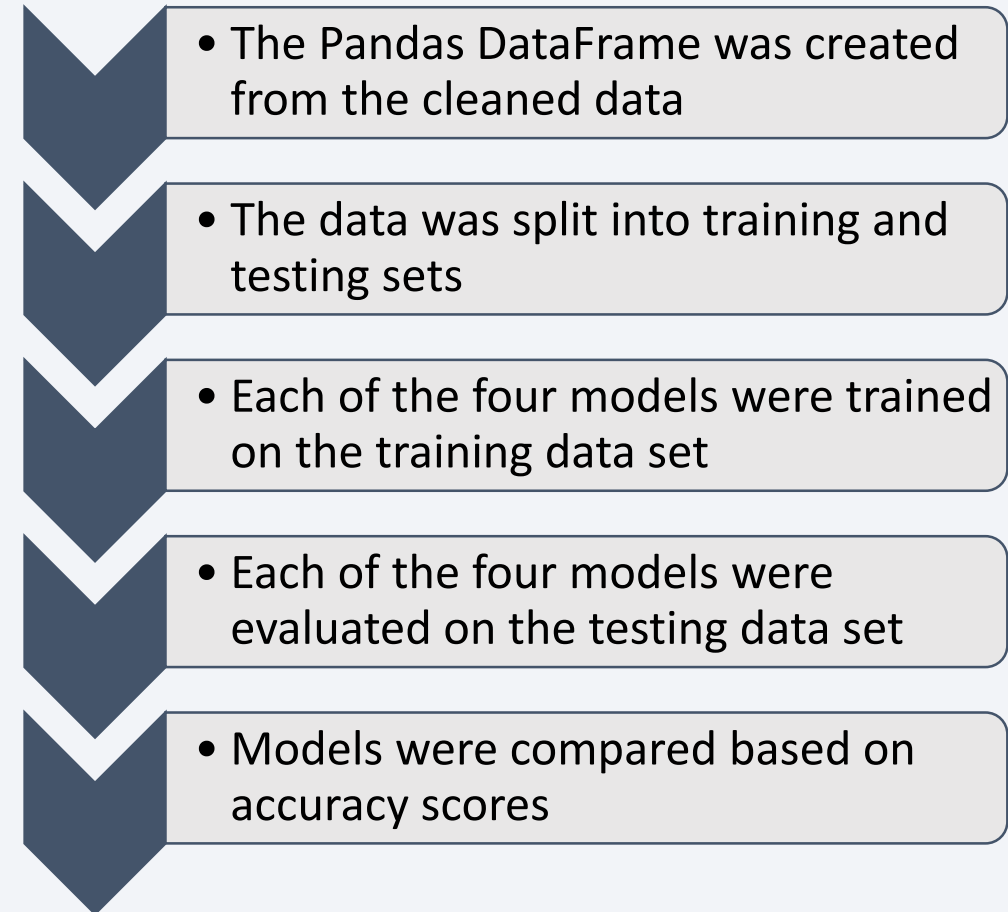 • The Pandas DataFrame was created
from the cleaned data
• The data was split into training and
testing sets
• Each of the four models were trained
on the training data set
• Each of the four models were
evaluated on the testing data set
• Models were compared based on
accuracy scores